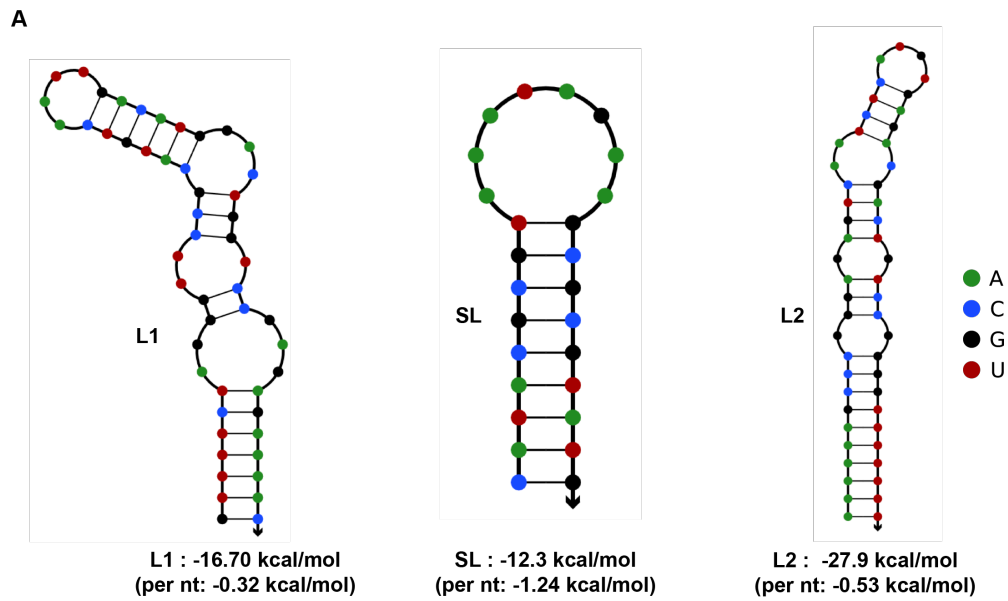 A
L1
SL
L2
A
C
G
U
L1 : -16.70 kcal/mol
(per nt: -0.32 kcal/mol)
SL : -12.3 kcal/mol
(per nt: -1.24 kcal/mol)
L2 : -27.9 kcal/mol
(per nt: -0.53 kcal/mol)